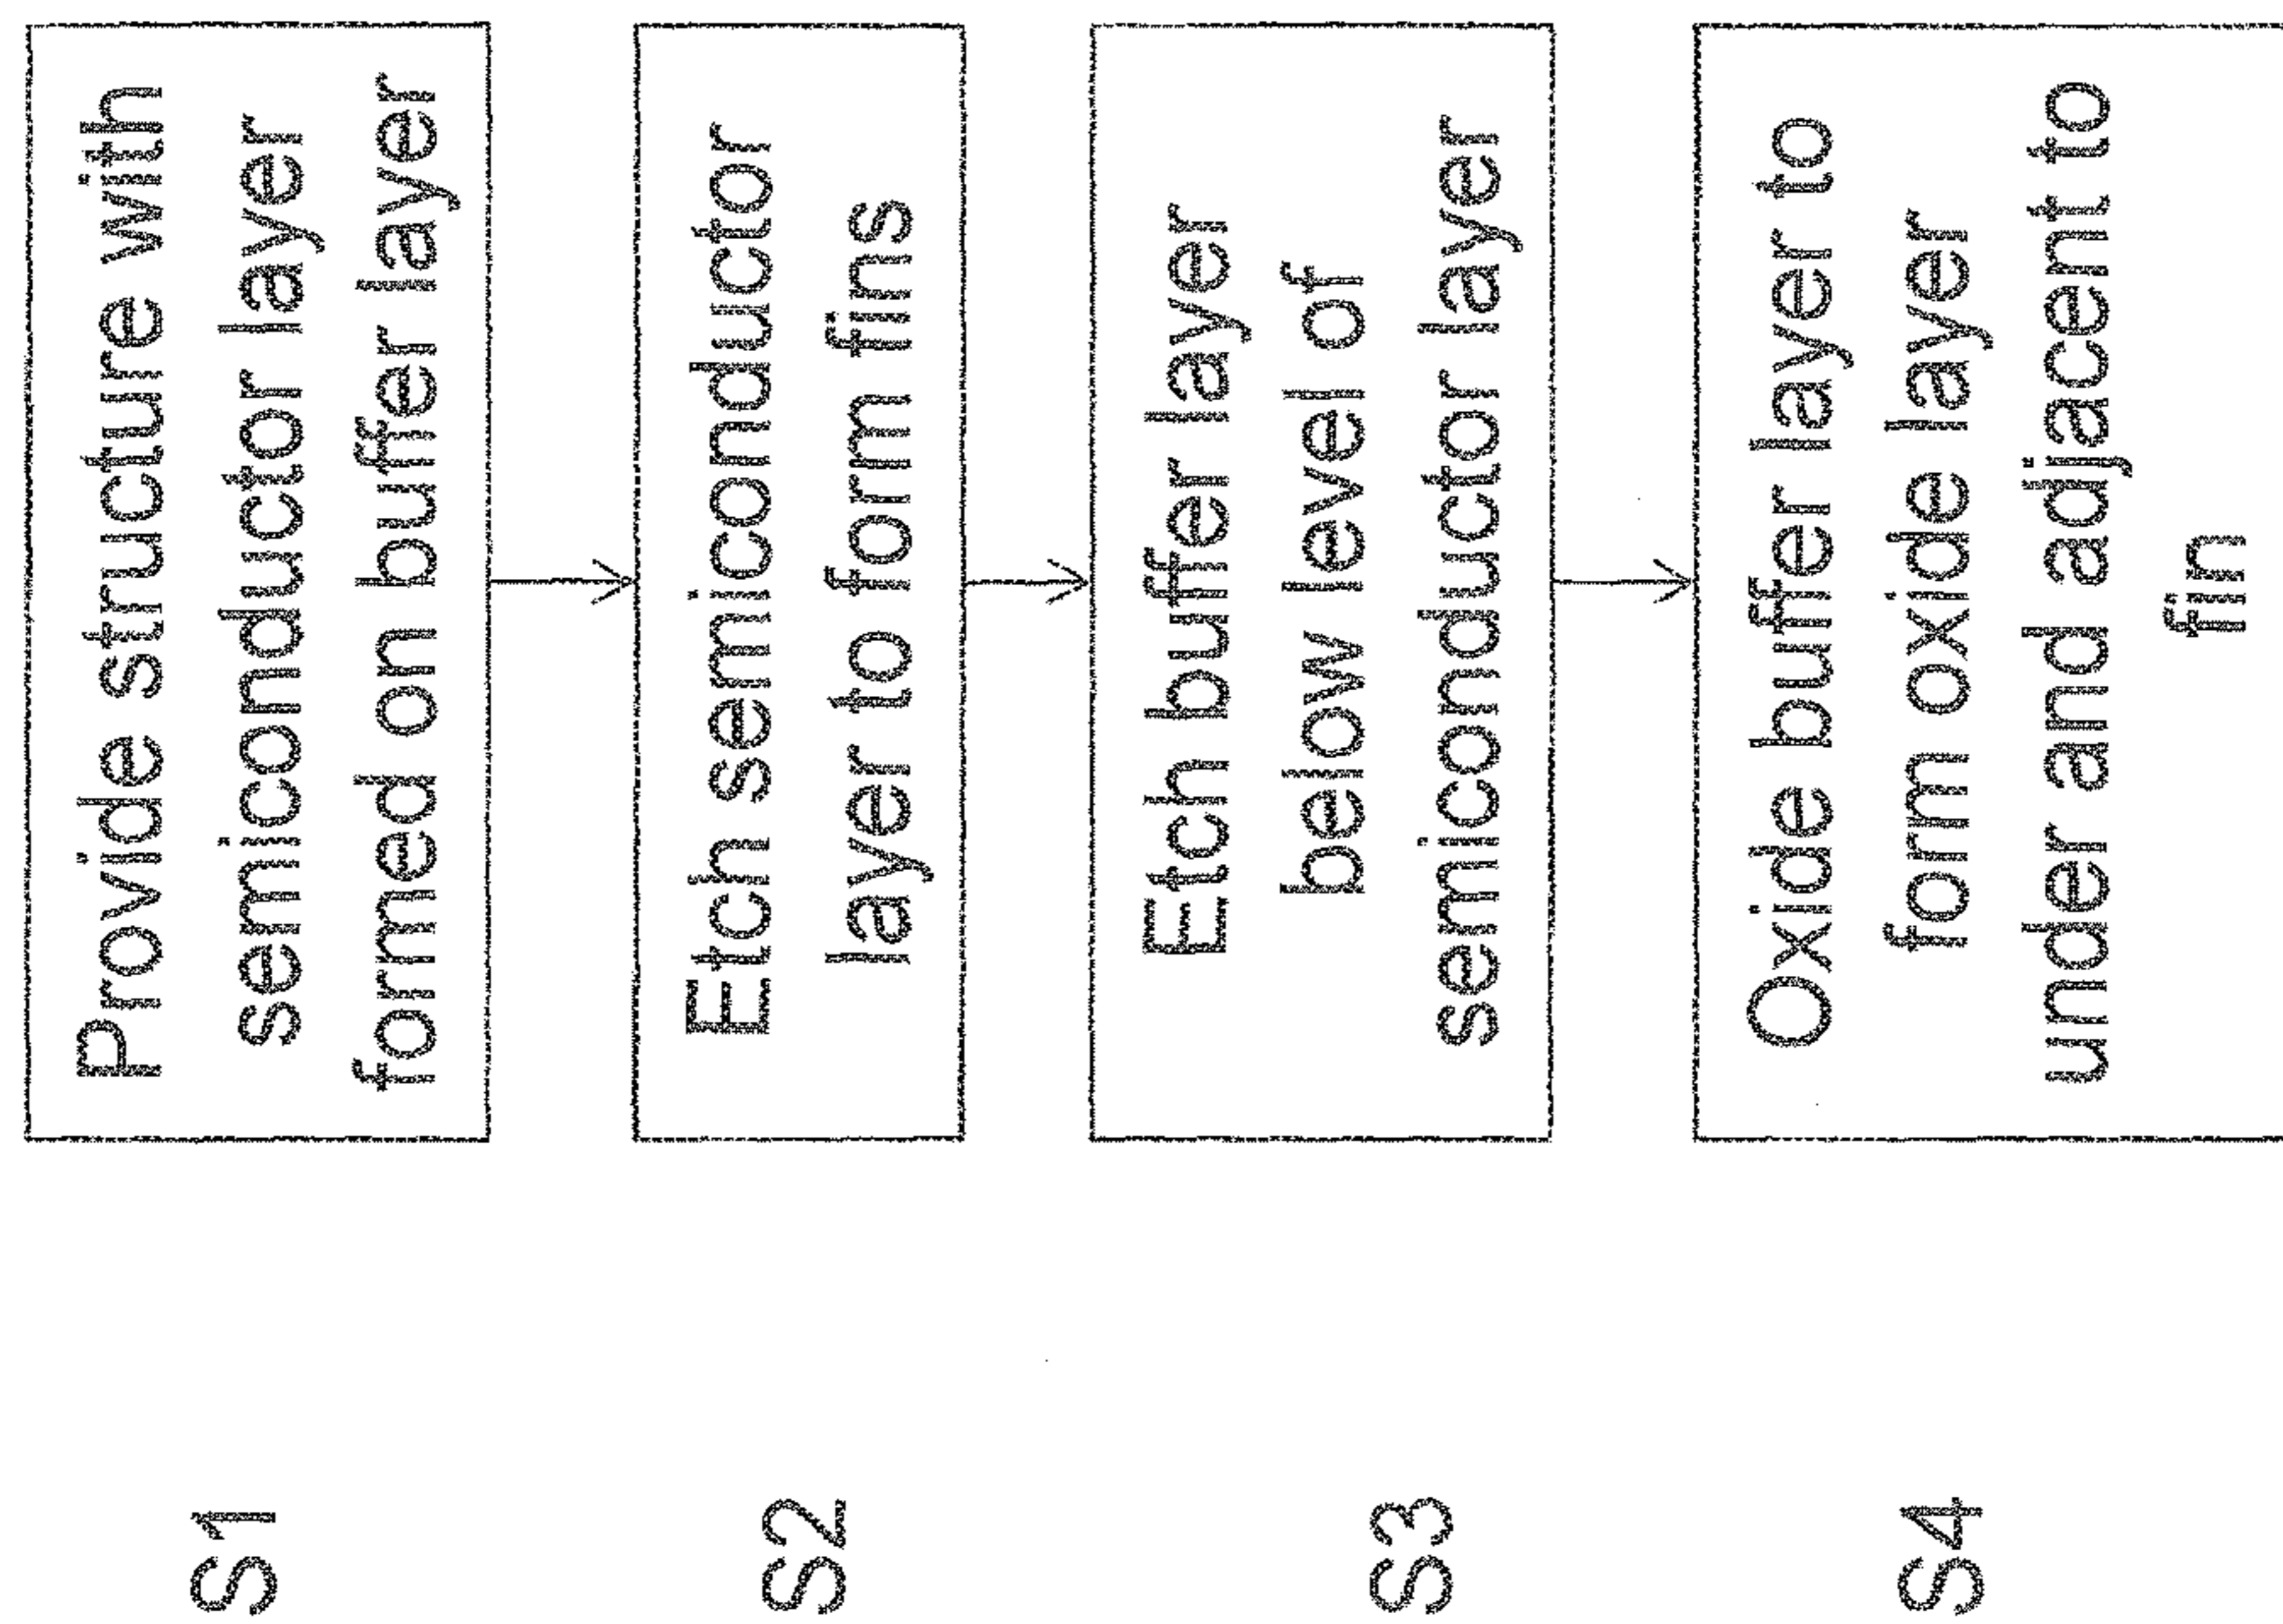 S1
Provide structure with
semiconductor layer
formed on buffer layer
S2
Etch semiconductor
layer to form fins
S3
Etch buffer layer
below level of
semiconductor layer
S4
Oxide buffer layer to
form oxide layer
under and adjacent to
fin